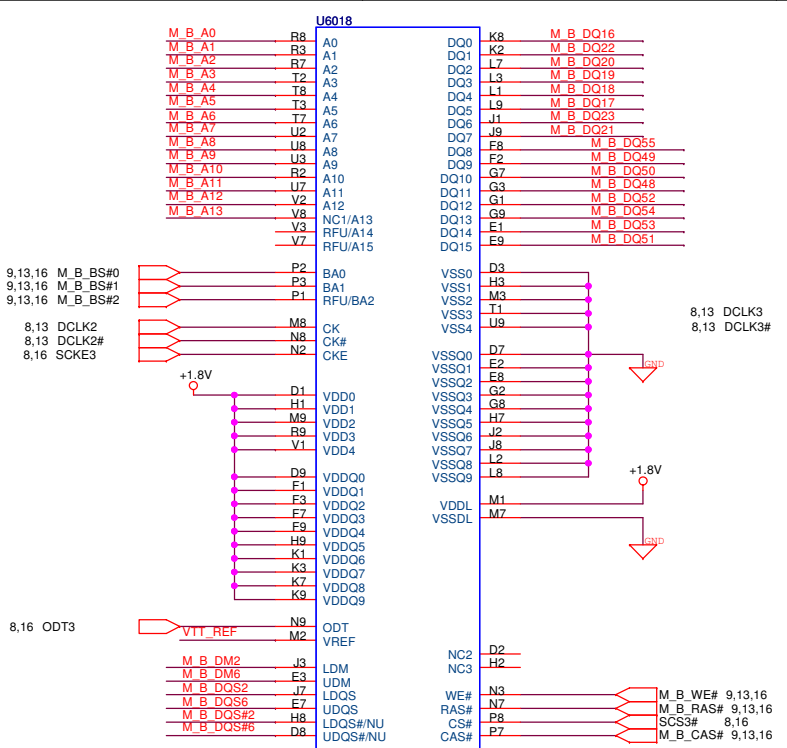 U6018
M_B_A0 R8 A0 DQ0 K8 M_B_DQ16
M_B_A1 R3 A1 DQ1 K2 M_B_DQ22
M_B_A2 R7 A2 DQ2 L7 M_B_DQ20
M_B_A3 T2 A3 DQ3 L3 M_B_DQ19
M_B_A4 T8 A4 DQ4 L1 M_B_DQ18
M_B_A5 T3 A5 DQ5 L9 M_B_DQ17
M_B_A6 T7 A6 DQ6 J1 M_B_DQ23
M_B_A7 U2 A7 DQ7 J9 M_B_DQ21
M_B_A8 U8 A8 DQ8 F8 M_B_DQ55
M_B_A9 U3 A9 DQ9 F2 M_B_DQ49
M_B_A10 R2 A10 DQ10 G7 M_B_DQ50
M_B_A11 U7 A11 DQ11 G3 M_B_DQ48
M_B_A12 V2 A12 DQ12 G1 M_B_DQ52
M_B_A13 V8 NC1/A13 DQ13 G9 M_B_DQ54
V3 RFU/A14 DQ14 E1 M_B_DQ53
V7 RFU/A15 DQ15 E9 M_B_DQ51
9,13,16 M_B_BS#0 P2 BA0 VSS0 D3
9,13,16 M_B_BS#1 P3 BA1 VSS1 H3
9,13,16 M_B_BS#2 P1 RFU/BA2 VSS2 M3
VSS3 T1 8,13 DCLK3
8,13 DCLK2 M8 CK VSS4 U9 8,13 DCLK3#
8,13 DCLK2# N8 CK#
8,16 SCKE3 N2 CKE VSSQ0 D7
VSSQ1 E2 GND
+1.8V VSSQ2 E8
D1 VDD0 VSSQ3 G2
H1 VDD1 VSSQ4 G8
M9 VDD2 VSSQ5 H7
R9 VDD3 VSSQ6 J2
V1 VDD4 VSSQ7 J8
VSSQ8 L2
D9 VDDQ0 VSSQ9 L8 +1.8V
F1 VDDQ1
F3 VDDQ2 VDDL M1
F7 VDDQ3 VSSDL M7
F9 VDDQ4
H9 VDDQ5 GND
K1 VDDQ6
K3 VDDQ7
K7 VDDQ8
K9 VDDQ9
8,16 ODT3 N9 ODT
VTT_REF M2 VREF
NC2 D2
M_B_DM2 J3 LDM NC3 H2
M_B_DM6 E3 UDM
M_B_DQS2 J7 LDQS WE# N3 M_B_WE# 9,13,16
M_B_DQS6 E7 UDQS RAS# N7 M_B_RAS# 9,13,16
M_B_DQS#2 H8 LDQS#/NU CS# P8 SCS3# 8,16
M_B_DQS#6 D8 UDQS#/NU CAS# P7 M_B_CAS# 9,13,16